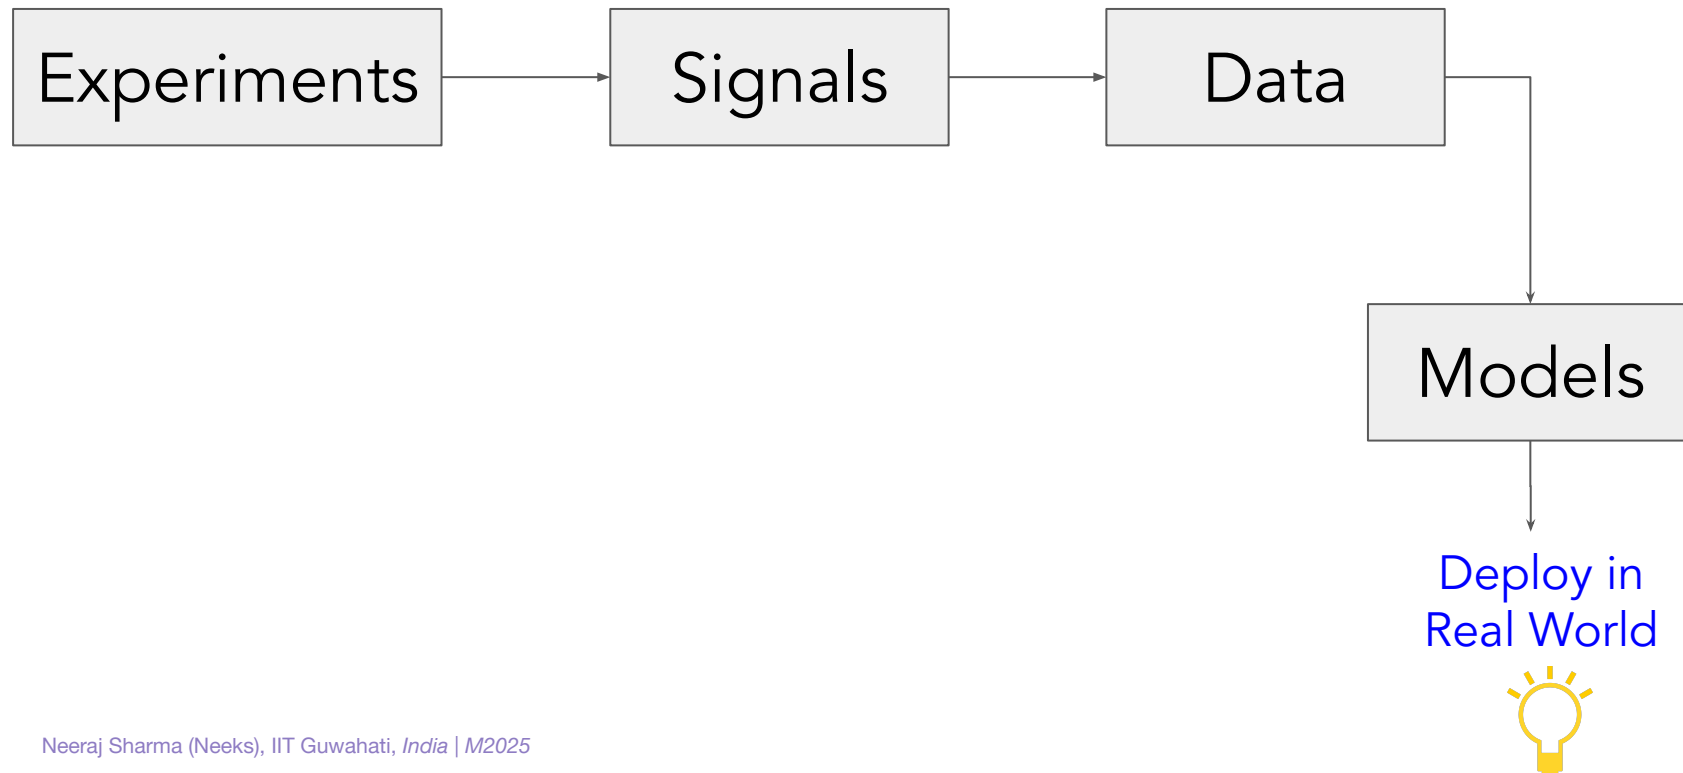 Experiments
Signals
Data
Models
Deploy in
Real World
Neeraj Sharma (Neeks), IIT Guwahati, India | M2025